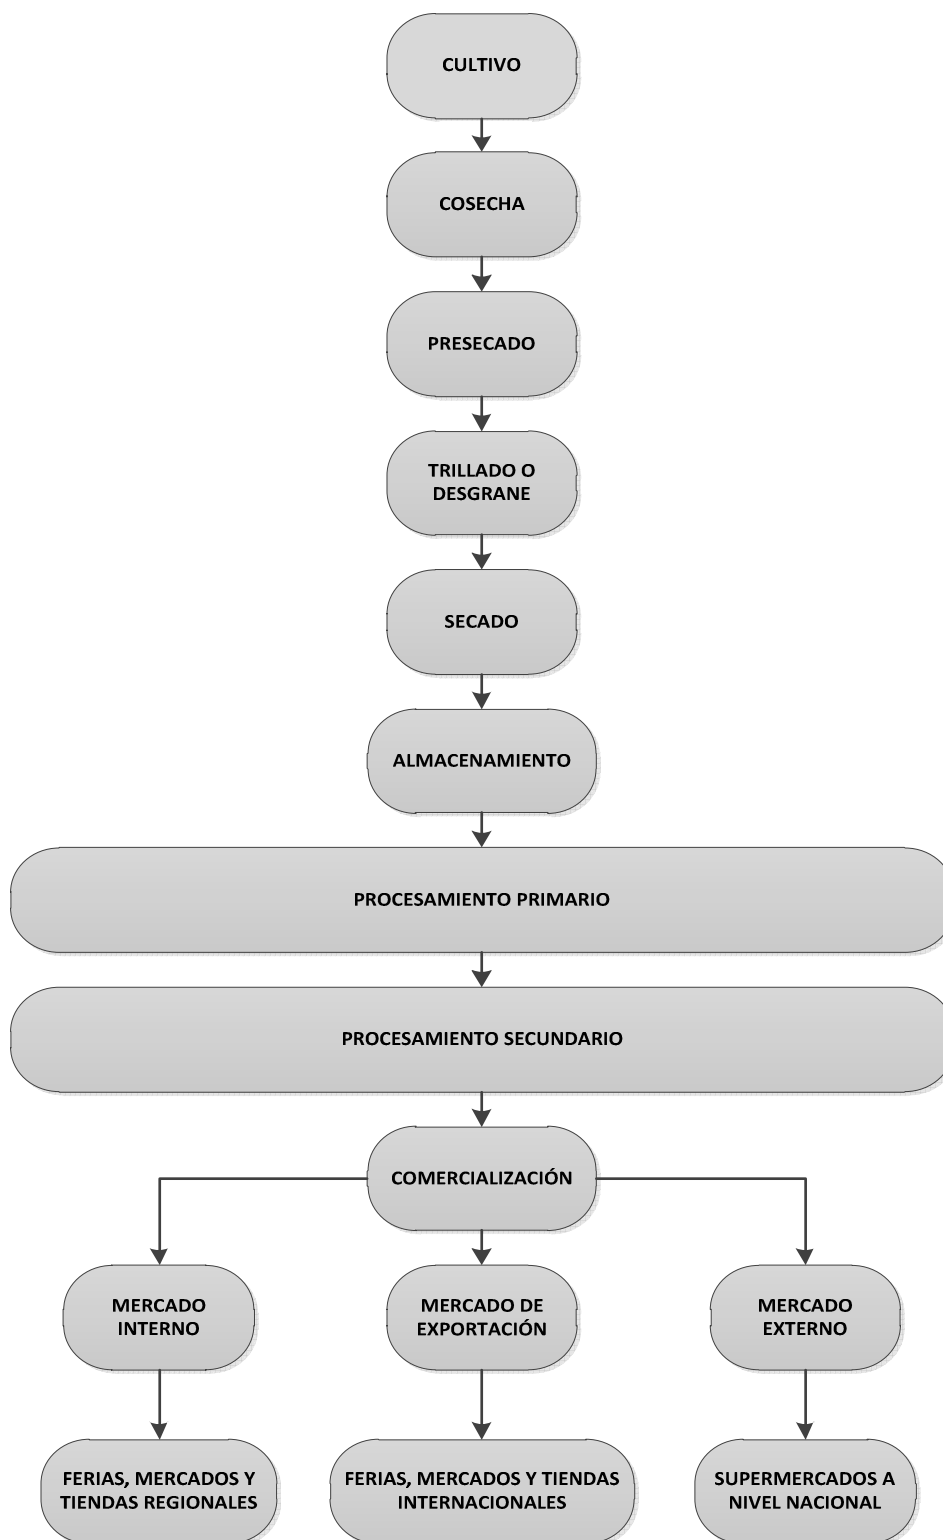 CULTIVO
COSECHA
PRESECADO
TRILLADO O
DESGRANE
SECADO
ALMACENAMIENTO
PROCESAMIENTO PRIMARIO
PROCESAMIENTO SECUNDARIO
COMERCIALIZACIÓN
MERCADO
INTERNO
MERCADO DE
EXPORTACIÓN
MERCADO
EXTERNO
FERIAS, MERCADOS Y
TIENDAS REGIONALES
FERIAS, MERCADOS Y TIENDAS
INTERNACIONALES
SUPERMERCADOS A
NIVEL NACIONAL